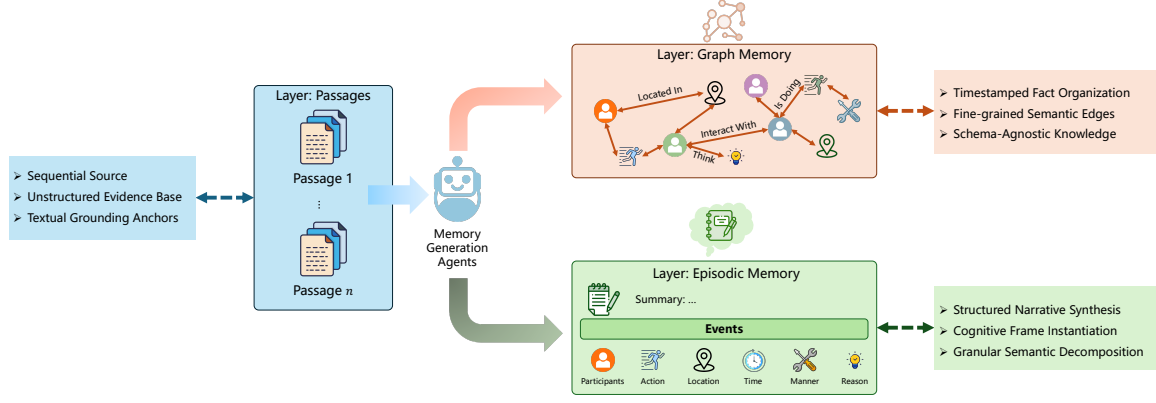 ➢ Sequential Source
➢ Unstructured Evidence Base
➢ Textual Grounding Anchors
Layer: Passages
Passage 1
⋮
Passage n
Memory
Generation
Agents
Layer: Graph Memory
Located In
Is Doing
Interact With
Think
➢ Timestamped Fact Organization
➢ Fine-grained Semantic Edges
➢ Schema-Agnostic Knowledge
Layer: Episodic Memory
Summary: ...
Events
Participants
Action
Location
Time
Manner
Reason
➢ Structured Narrative Synthesis
➢ Cognitive Frame Instantiation
➢ Granular Semantic Decomposition